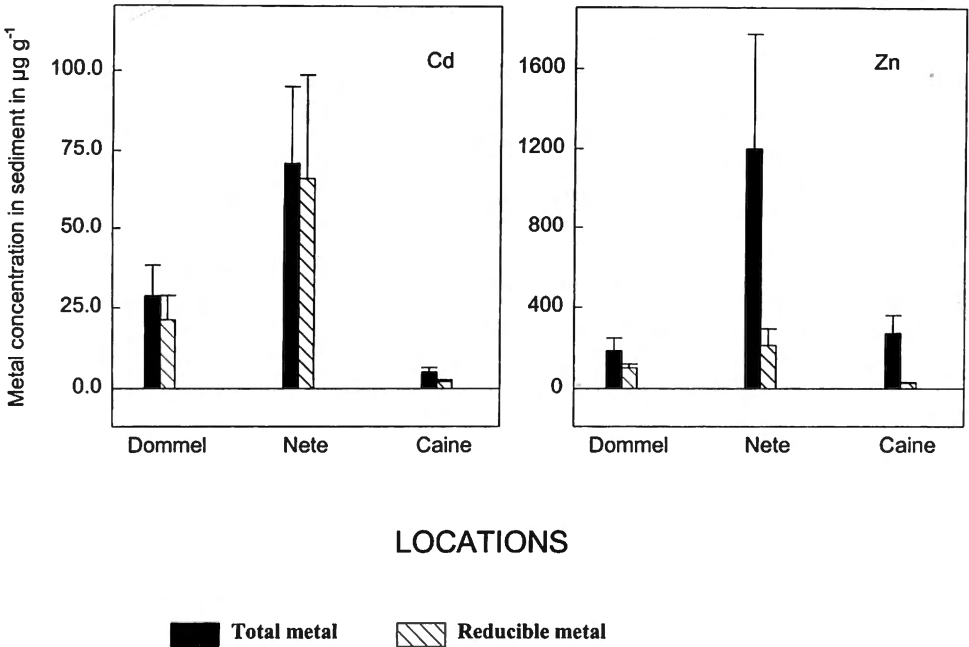 Metal concentration in sediment in µg g-1
Cd
100.0
75.0
50.0
25.0
0.0
Dommel Nete Caine
Zn
1600
1200
800
400
0
Dommel Nete Caine
LOCATIONS
Total metal Reducible metal